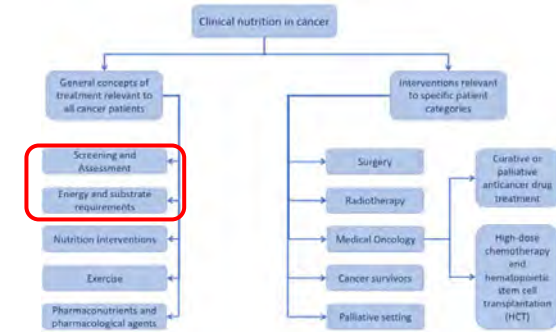 Clinical nutrition in cancer
General concepts of
treatment relevant to
all cancer patients
Interventions relevant
to specific patient
categories
Screening and
Assessment
Energy and substrate
requirements
Nutrition interventions
Exercise
Pharmaconutrients and
pharmacological agents
Surgery
Radiotherapy
Medical Oncology
Cancer survivors
Palliative setting
Curative or
palliative
anticancer drug
treatment
High-dose
chemotherapy
and
hematopoietic
stem cell
transplantation
(HCT)